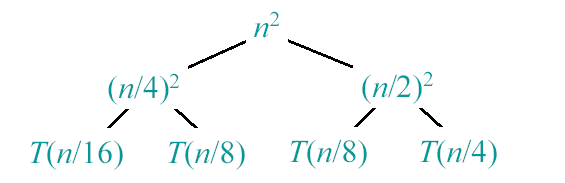 n²
(n/4)² (n/2)²
T(n/16) T(n/8) T(n/8) T(n/4)